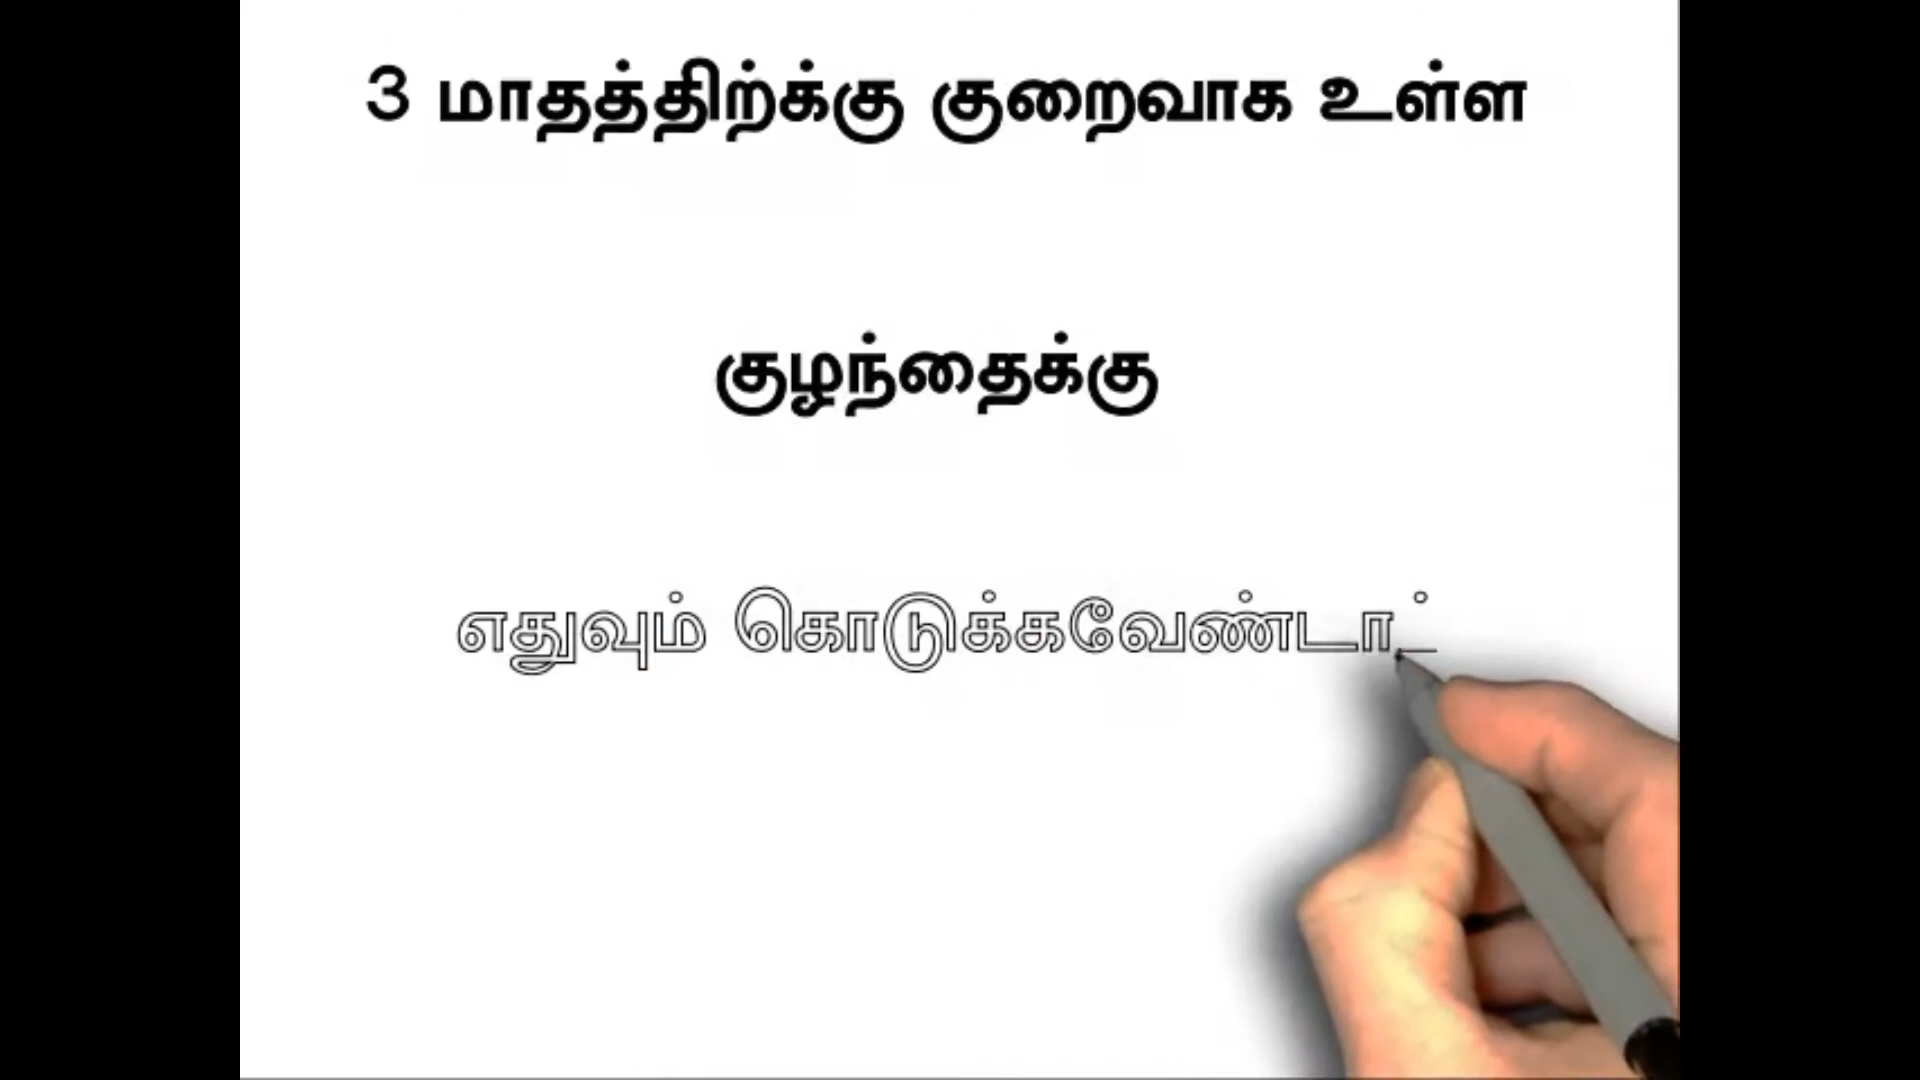 3 மாதத்திற்க்கு குறைவாக உள்ள
குழந்தைக்கு
எதுவும் கொடுக்கவேண்டா